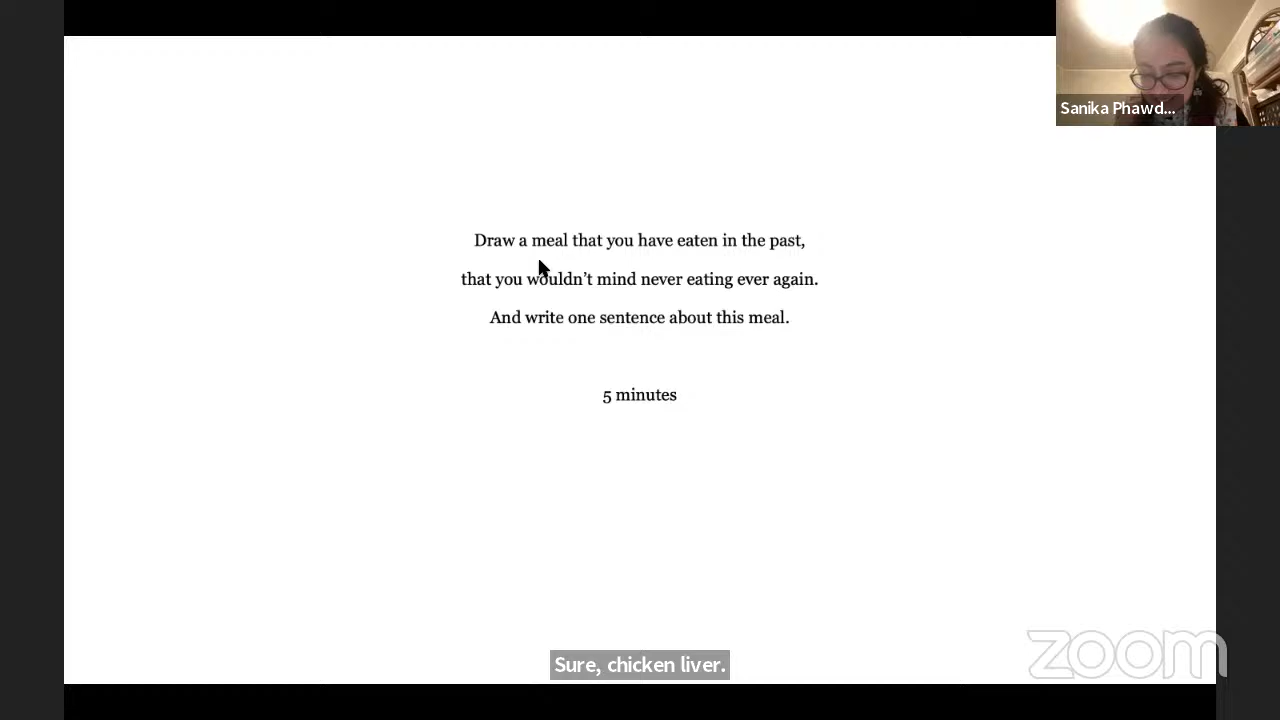 Sanika Phawd...
Draw a meal that you have eaten in the past,
that you wouldn’t mind never eating ever again.
And write one sentence about this meal.
5 minutes
Sure, chicken liver.
zoom